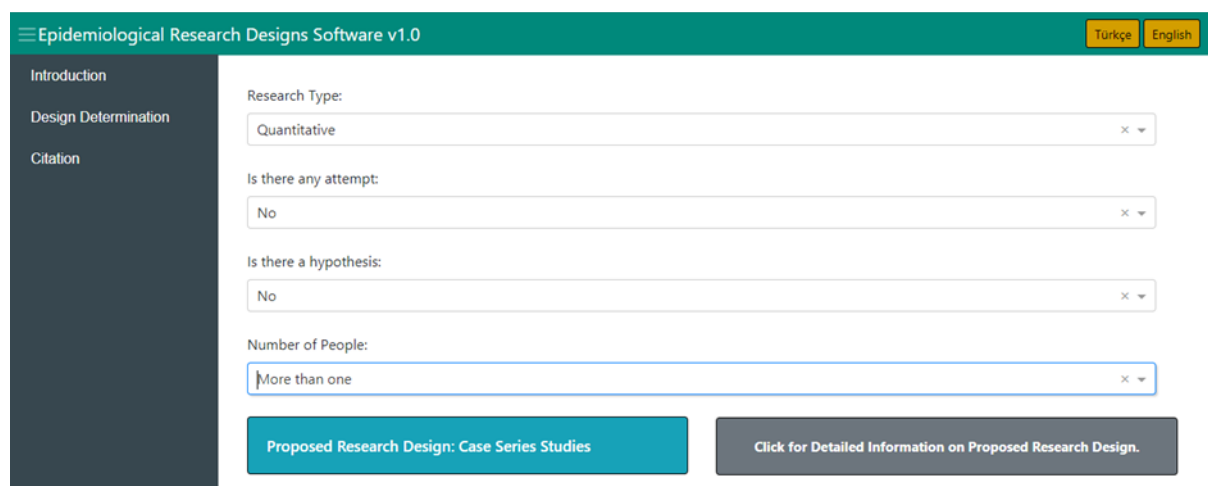 Epidemiological Research Designs Software v1.0
Türkçe
English
Introduction
Design Determination
Citation
Research Type:
Quantitative
Is there any attempt:
No
Is there a hypothesis:
No
Number of People:
More than one
Proposed Research Design: Case Series Studies
Click for Detailed Information on Proposed Research Design.